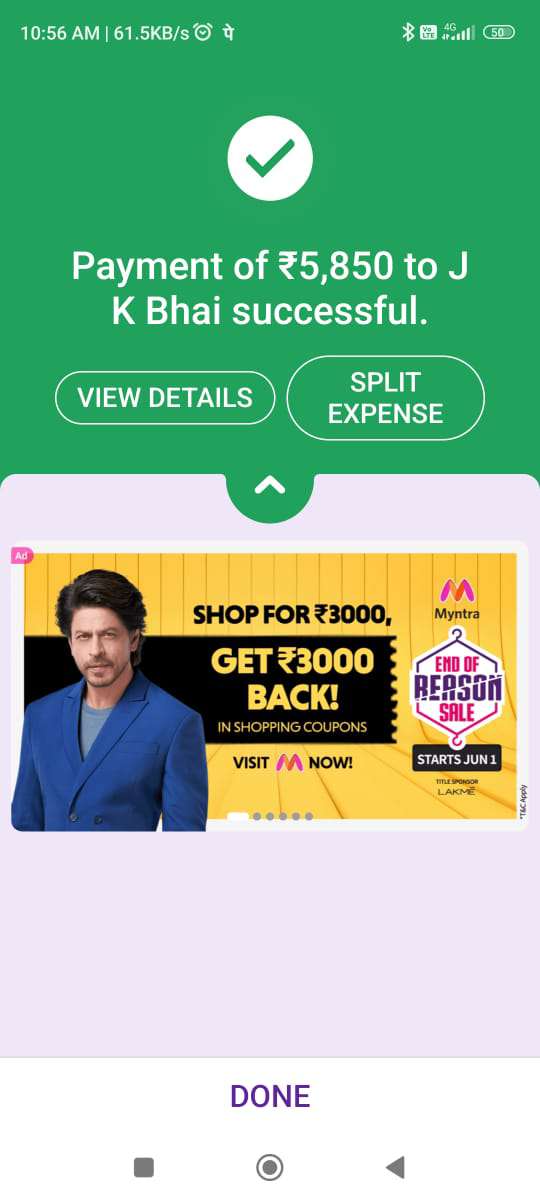 10:56 AM | 61.5KB/s पे Vo LTE 4G 50
Payment of ₹5,850 to J
K Bhai successful.
VIEW DETAILS
SPLIT
EXPENSE
Ad
SHOP FOR ₹3000,
GET ₹3000
BACK!
IN SHOPPING COUPONS
VISIT NOW!
Myntra
END OF
REASON
SALE
STARTS JUN 1
TITLE SPONSOR
LAKMÉ
*T&C Apply
DONE